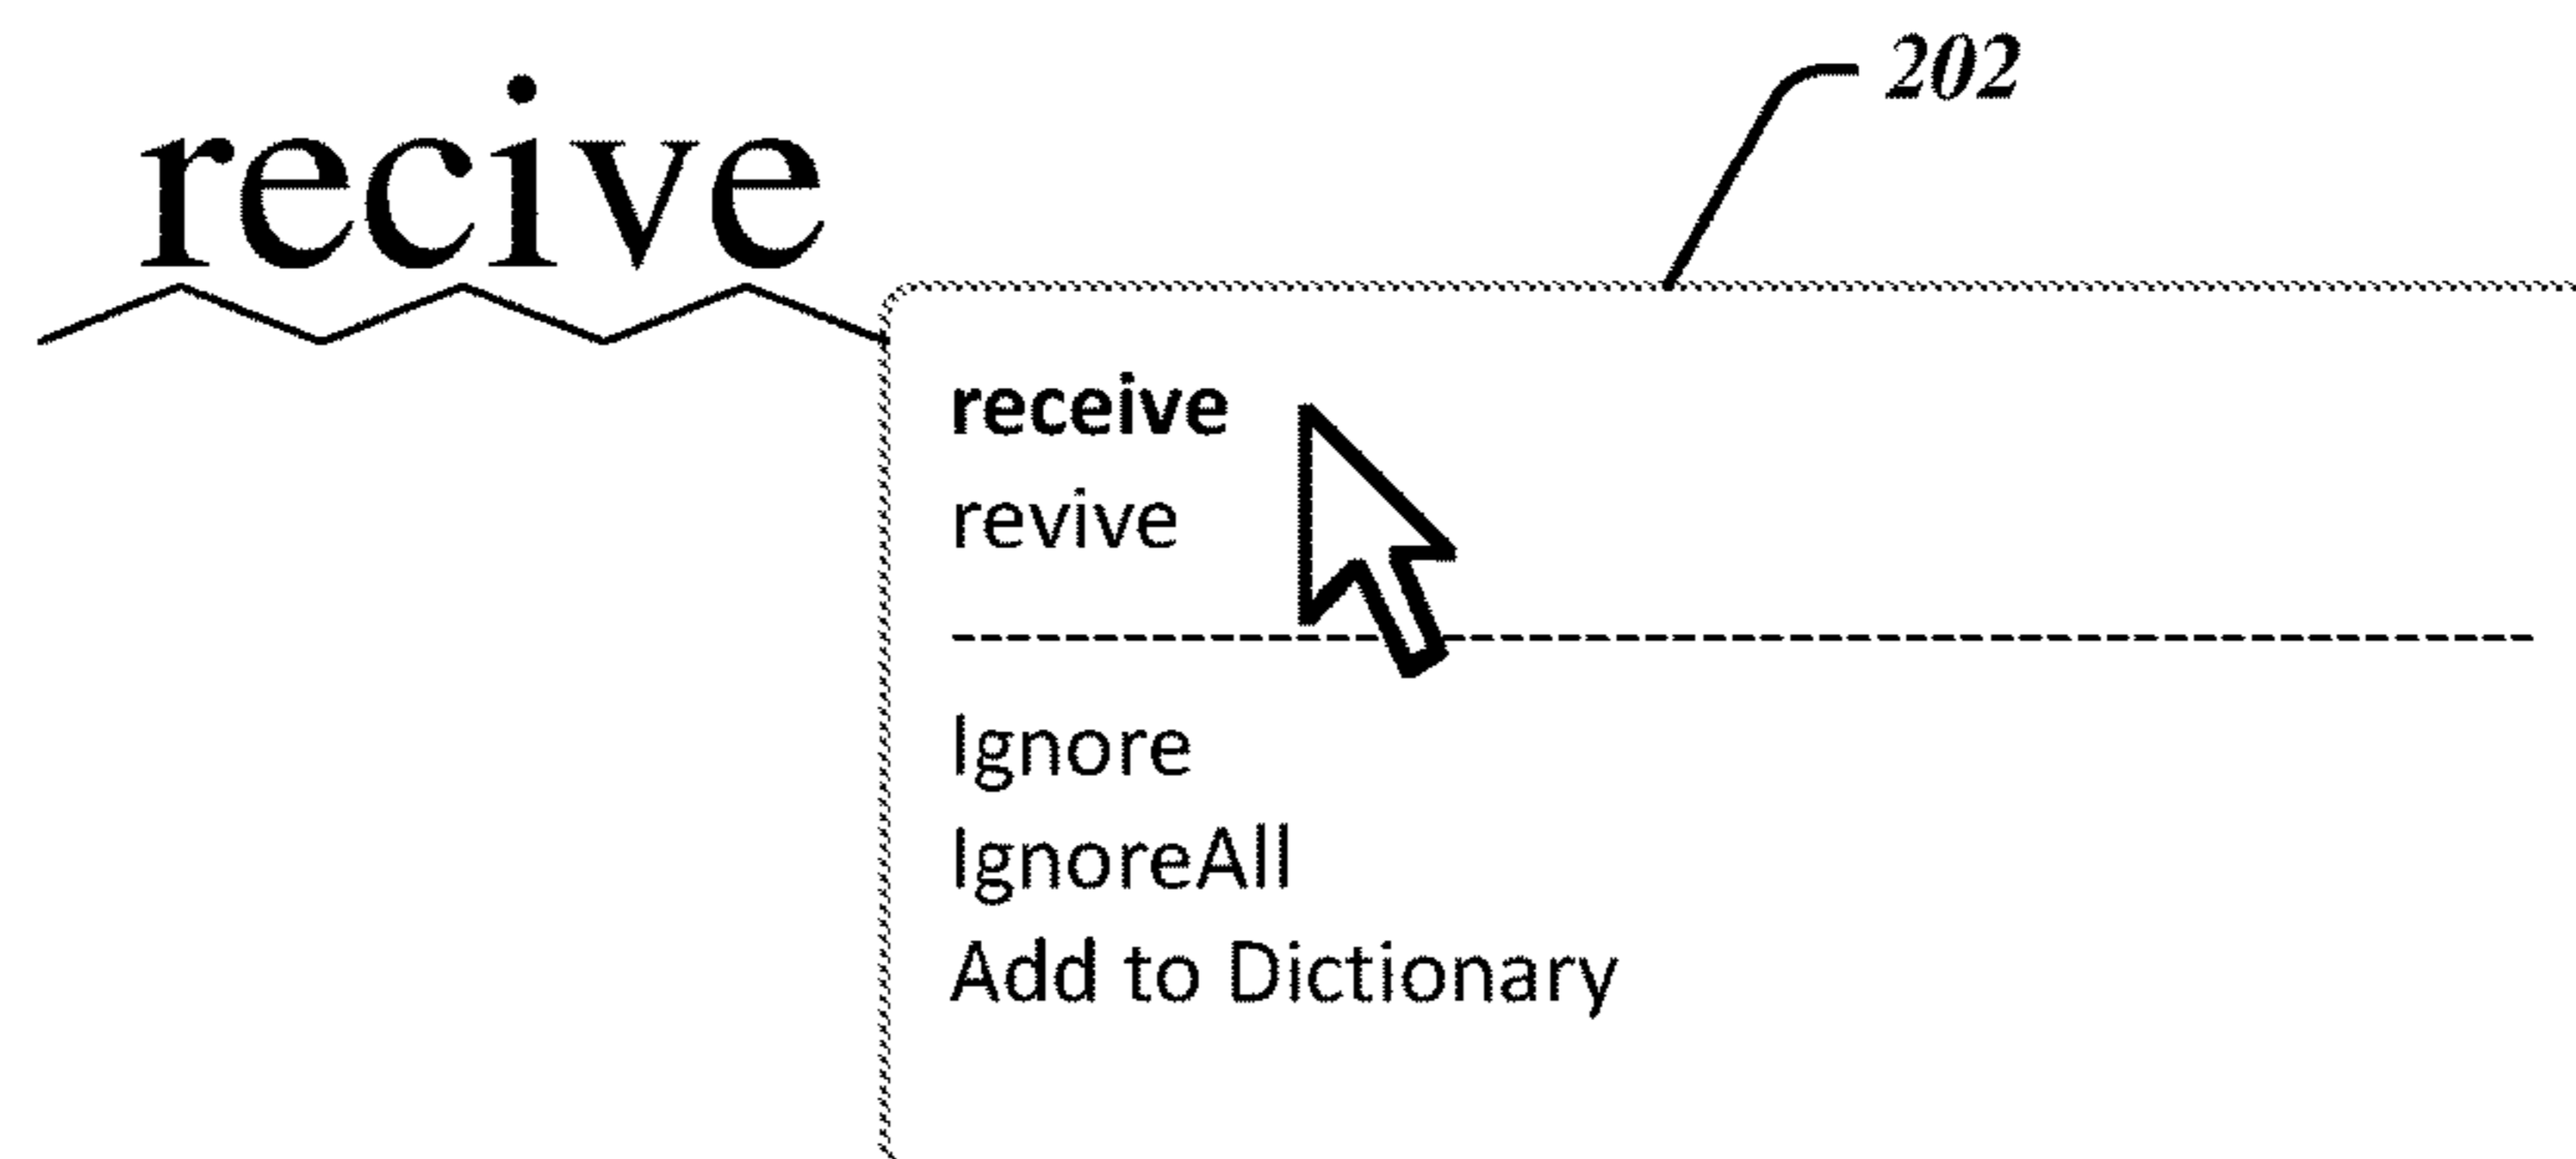 recive
202
receive
revive
Ignore
IgnoreAll
Add to Dictionary